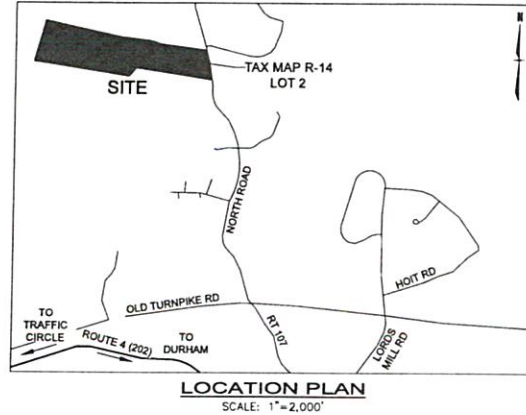 N
TAX MAP R-14
LOT 2
SITE
NORTH ROAD
HOIT RD
OLD TURNPIKE RD
TO
TRAFFIC
CIRCLE
ROUTE 4 (202)
TO
DURHAM
RT 107
LORDS
MILL RD
LOCATION PLAN
SCALE: 1"=2,000'